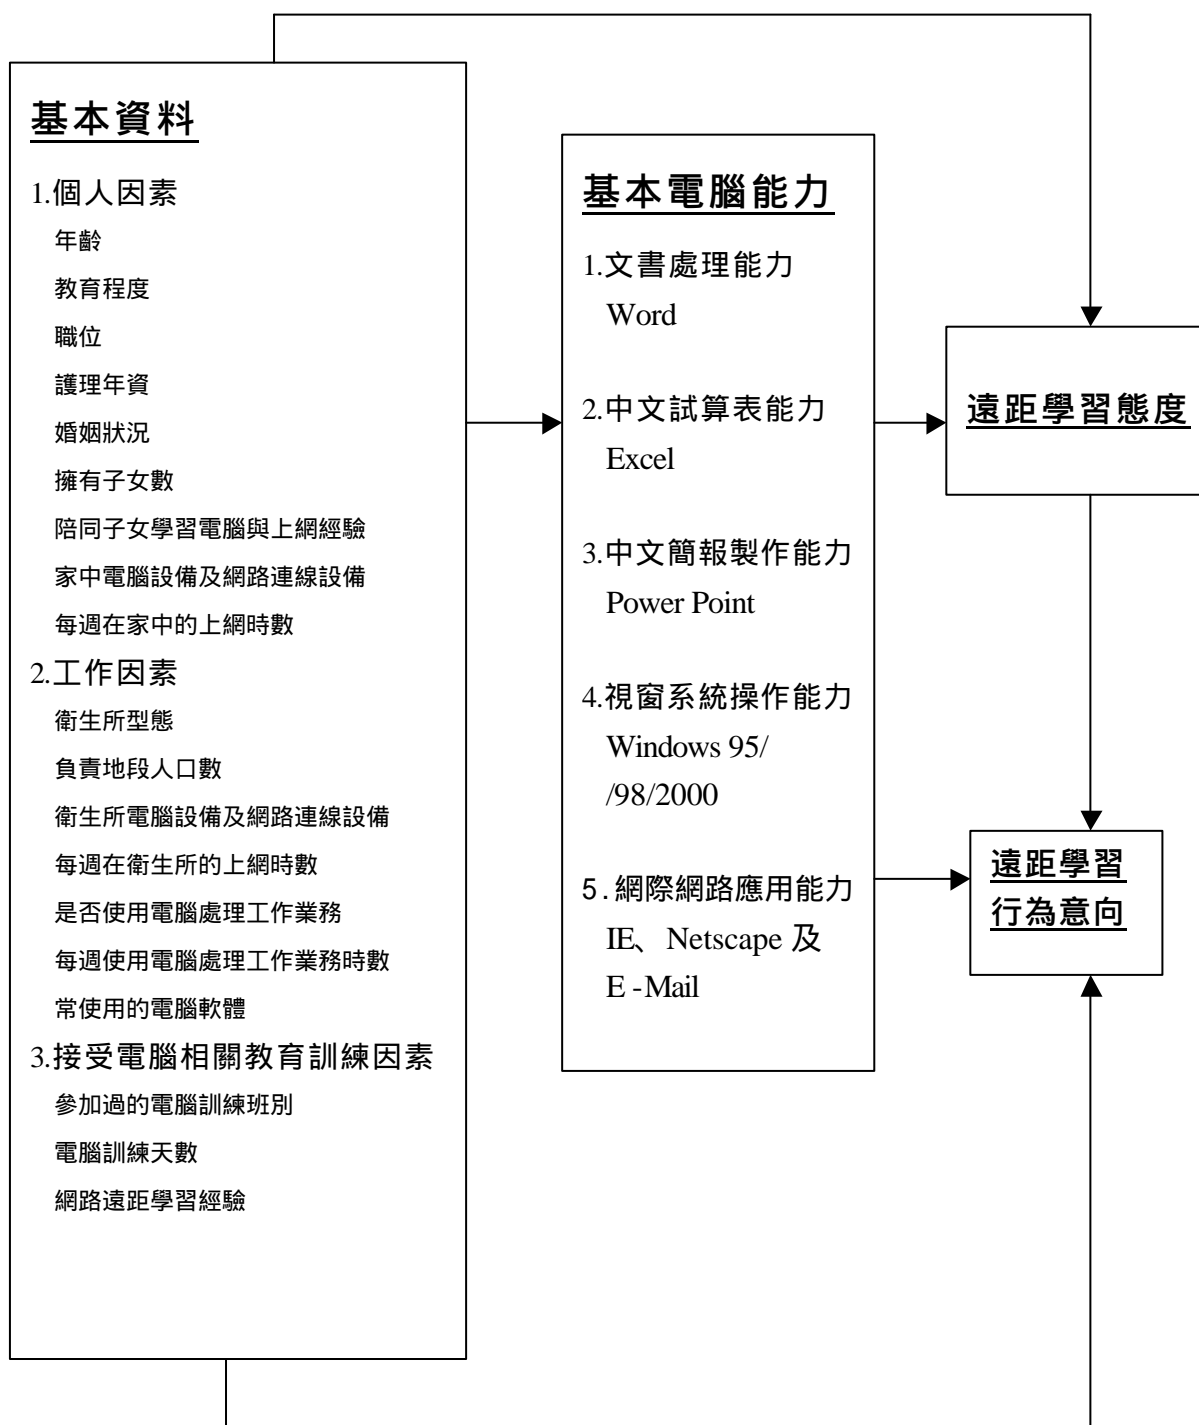 基本資料
1.個人因素
年齡
教育程度
職位
護理年資
婚姻狀況
擁有子女數
陪同子女學習電腦與上網經驗
家中電腦設備及網路連線設備
每週在家中的上網時數
2.工作因素
衛生所型態
負責地段人口數
衛生所電腦設備及網路連線設備
每週在衛生所的上網時數
是否使用電腦處理工作業務
每週使用電腦處理工作業務時數
常使用的電腦軟體
3.接受電腦相關教育訓練因素
參加過的電腦訓練班別
電腦訓練天數
網路遠距學習經驗
基本電腦能力
1.文書處理能力
Word
2.中文試算表能力
Excel
3.中文簡報製作能力
Power Point
4.視窗系統操作能力
Windows 95/
/98/2000
5.網際網路應用能力
IE、Netscape 及
E -Mail
遠距學習態度
遠距學習
行為意向